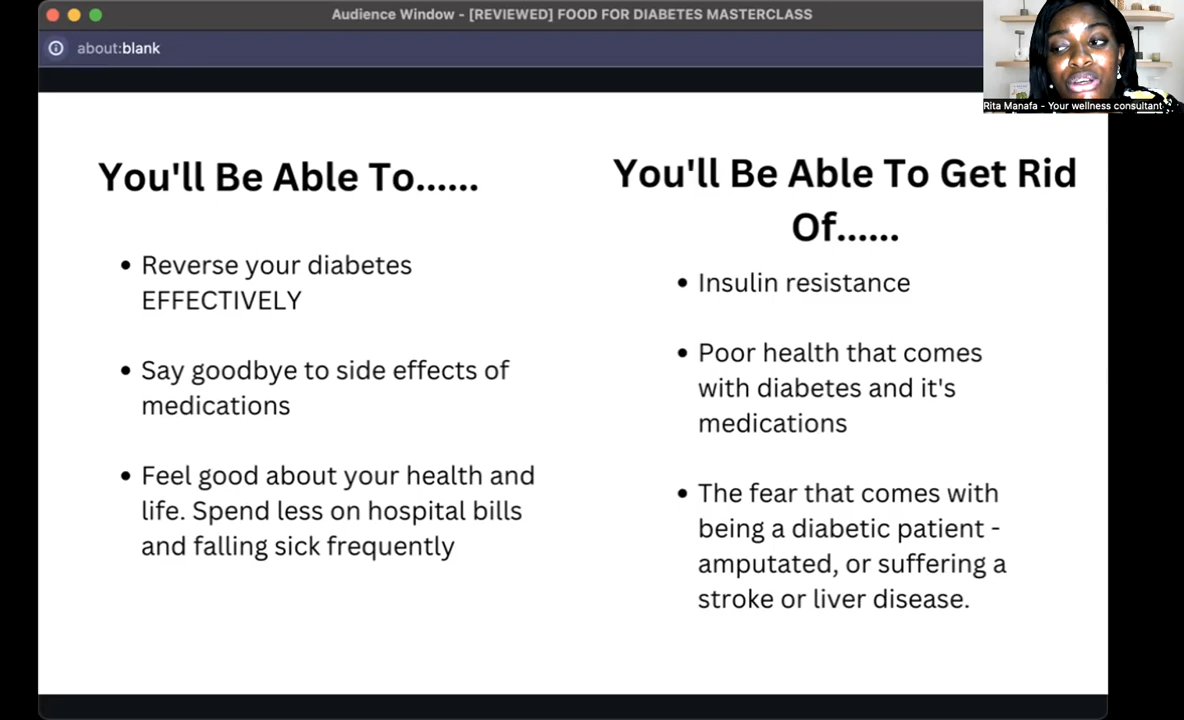 Audience Window - [REVIEWED] FOOD FOR DIABETES MASTERCLASS
about:blank
Rita Manafa - Your wellness consultant
You'll Be Able To......
Reverse your diabetes
EFFECTIVELY
Say goodbye to side effects of
medications
Feel good about your health and
life. Spend less on hospital bills
and falling sick frequently
You'll Be Able To Get Rid
Of......
Insulin resistance
Poor health that comes
with diabetes and it's
medications
The fear that comes with
being a diabetic patient -
amputated, or suffering a
stroke or liver disease.